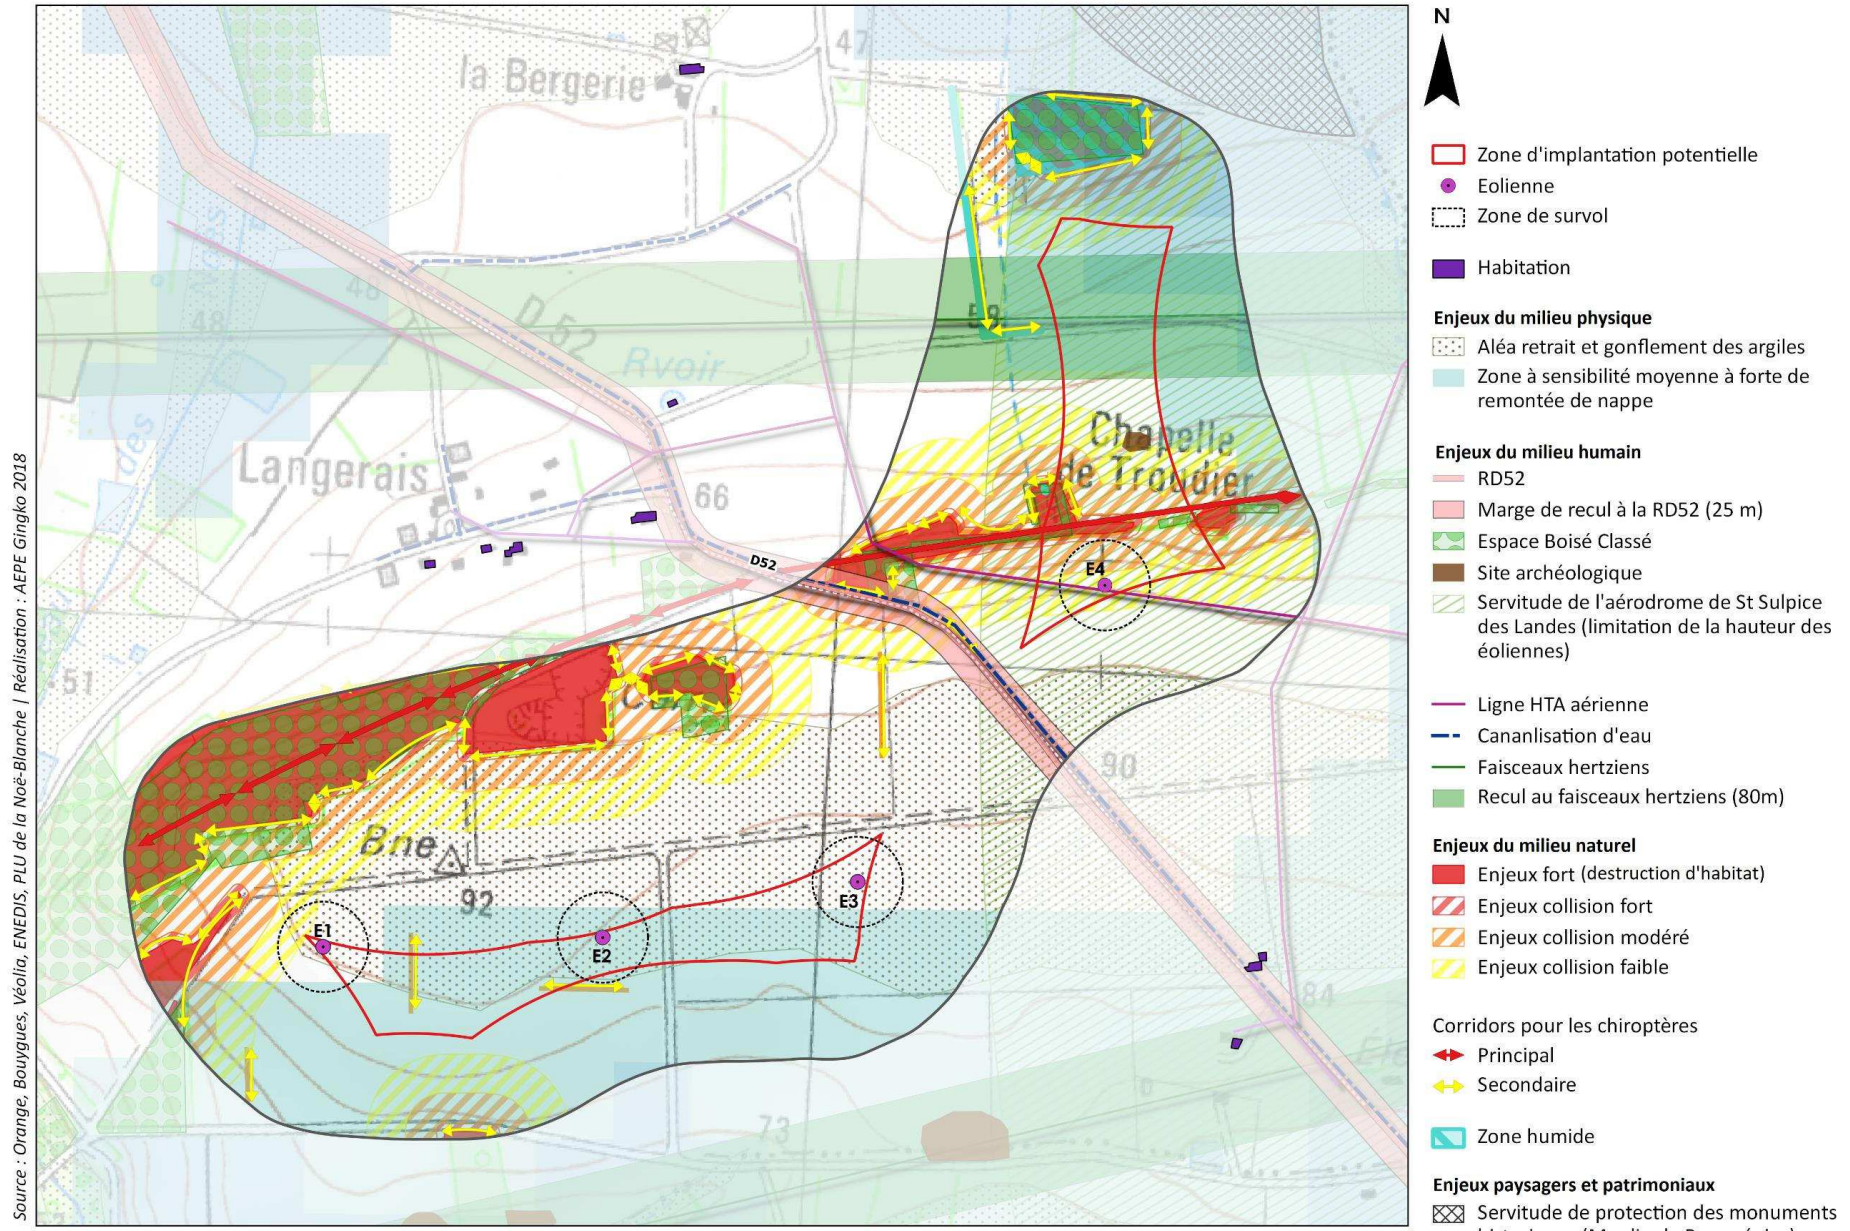 N
Zone d'implantation potentielle
Eolienne
Zone de survol
Habitation
Enjeux du milieu physique
Aléa retrait et gonflement des argiles
Zone à sensibilité moyenne à forte de
remontée de nappe
Enjeux du milieu humain
RD52
Marge de recul à la RD52 (25 m)
Espace Boisé Classé
Site archéologique
Servitude de l'aérodrome de St Sulpice
des Landes (limitation de la hauteur des
éoliennes)
Ligne HTA aérienne
Cananlisation d'eau
Faisceaux hertziens
Recul au faisceaux hertziens (80m)
Enjeux du milieu naturel
Enjeux fort (destruction d'habitat)
Enjeux collision fort
Enjeux collision modéré
Enjeux collision faible
Corridors pour les chiroptères
Principal
Secondaire
Zone humide
Enjeux paysagers et patrimoniaux
Servitude de protection des monuments
Source : Orange, Bouygues, Véolia, ENEDIS, PLU de la Noë-Blanche | Réalisation : AEPE Gingko 2018
47
la Bergerie
48
48
D 52
59
Rvoir
des
Chapelle
de Troudier
Langerais
66
D52
E4
51
90
Bne
92
E3
E1
E2
84
73